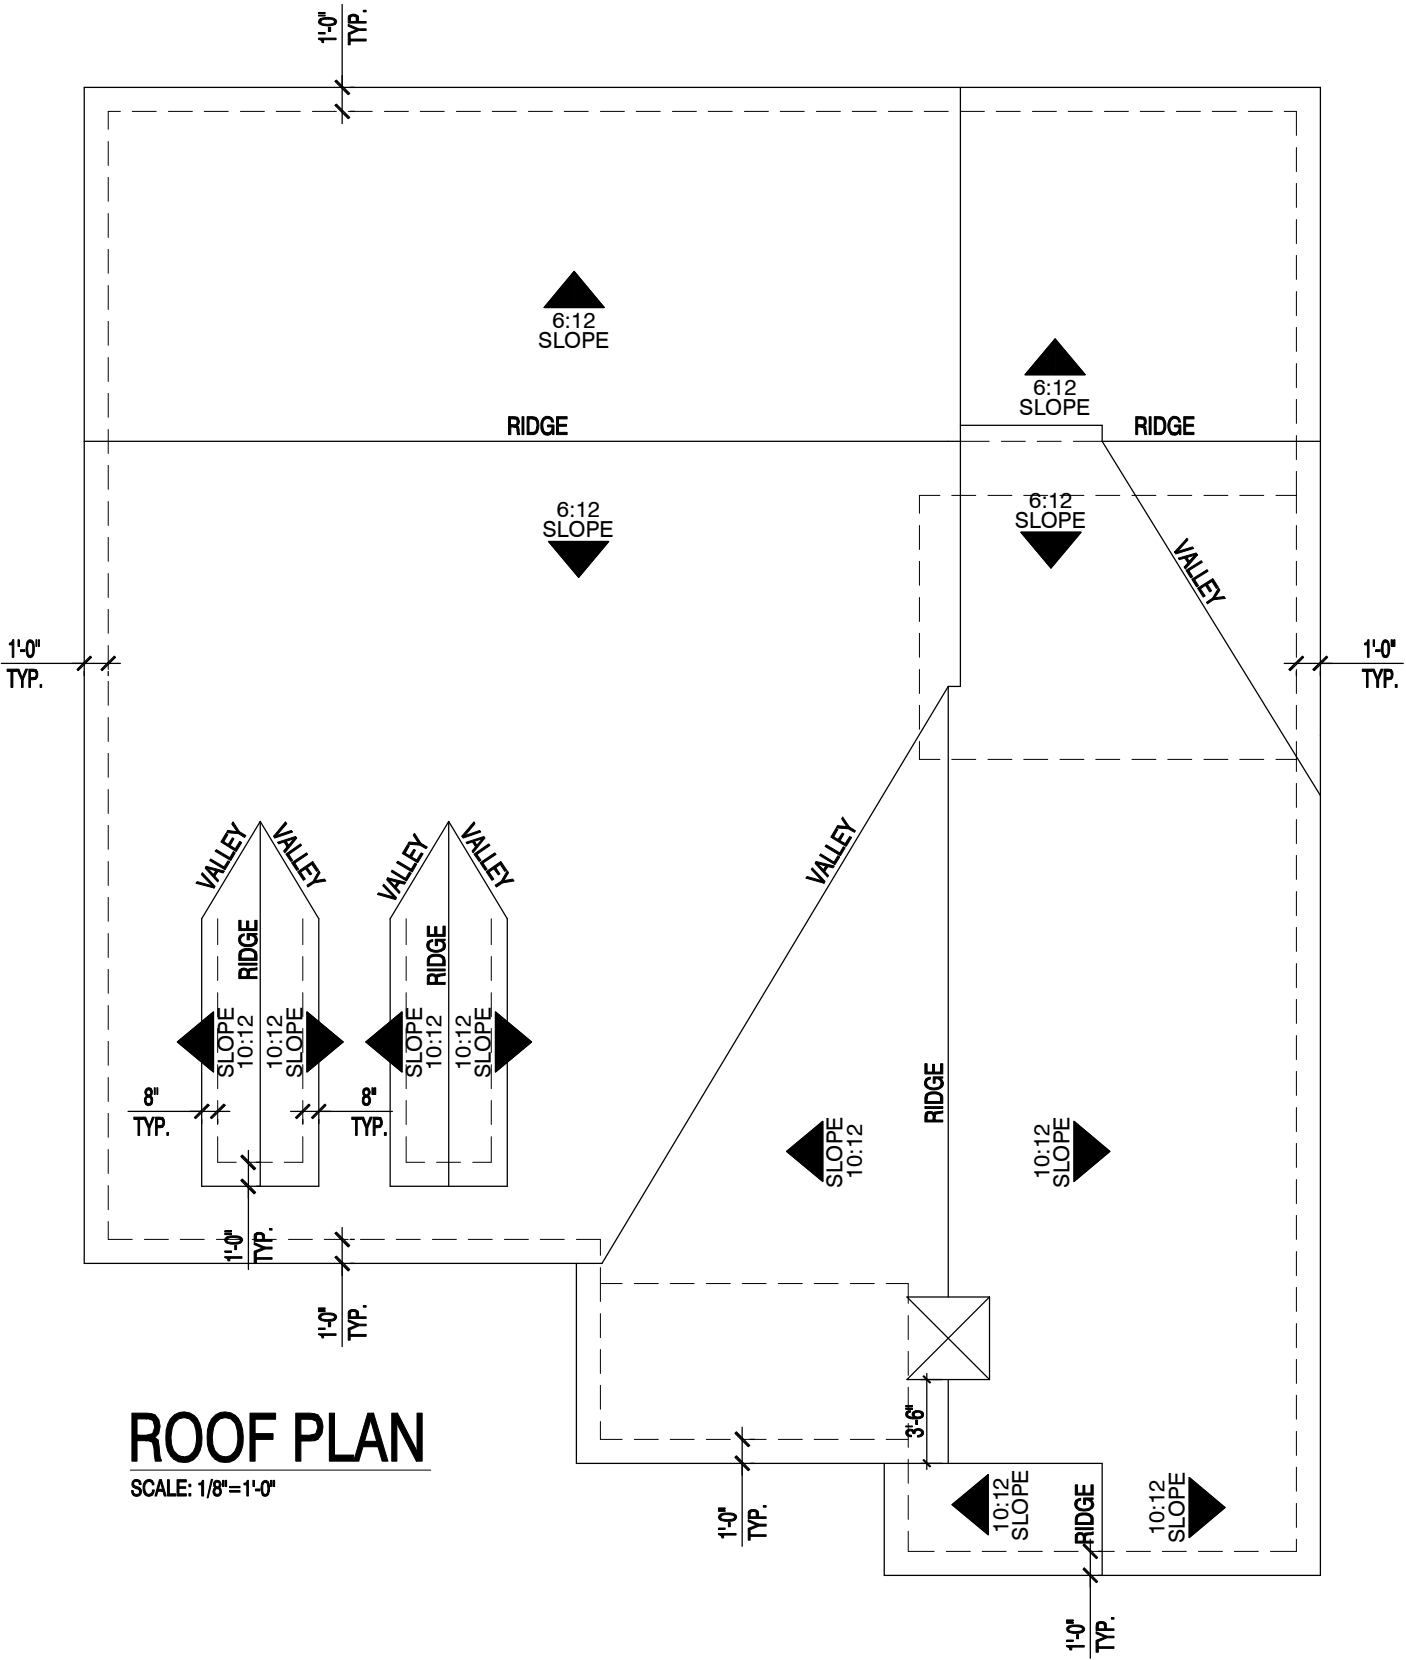 1'-0"
TYP.
6:12
SLOPE
6:12
SLOPE
RIDGE
RIDGE
6:12
SLOPE
6:12
SLOPE
VALLEY
1'-0"
TYP.
1'-0"
TYP.
VALLEY
VALLEY
VALLEY
VALLEY
VALLEY
RIDGE
RIDGE
SLOPE
10:12
10:12
SLOPE
SLOPE
10:12
10:12
SLOPE
RIDGE
8"
TYP.
8"
TYP.
SLOPE
10:12
10:12
SLOPE
1'-0"
TYP.
1'-0"
TYP.
3'-6"
ROOF PLAN
SCALE: 1/8"=1'-0"
1'-0"
TYP.
10:12
SLOPE
RIDGE
10:12
SLOPE
1'-0"
TYP.